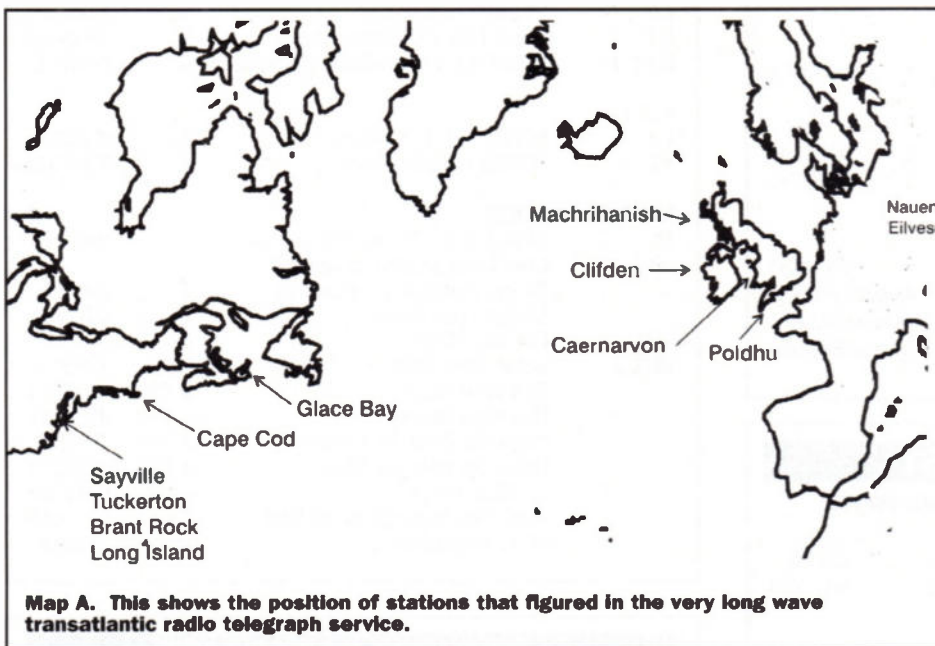 Machrihanish
Nauen
Clifden
Caernarvon
Poldhu
Glace Bay
Cape Cod
Sayville
Tuckerton
Brant Rock
Long Island
Map A. This shows the position of stations that figured in the very long wave
transatlantic radio telegraph service.